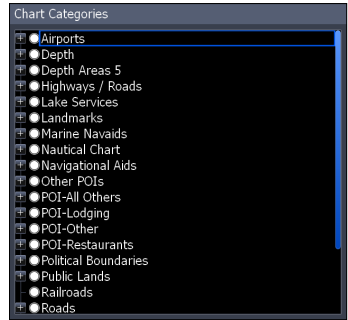 Chart Categories
Airports
Depth
Depth Areas 5
Highways / Roads
Lake Services
Landmarks
Marine Navaids
Nautical Chart
Navigational Aids
Other POIs
POI-All Others
POI-Lodging
POI-Other
POI-Restaurants
Political Boundaries
Public Lands
Railroads
Roads